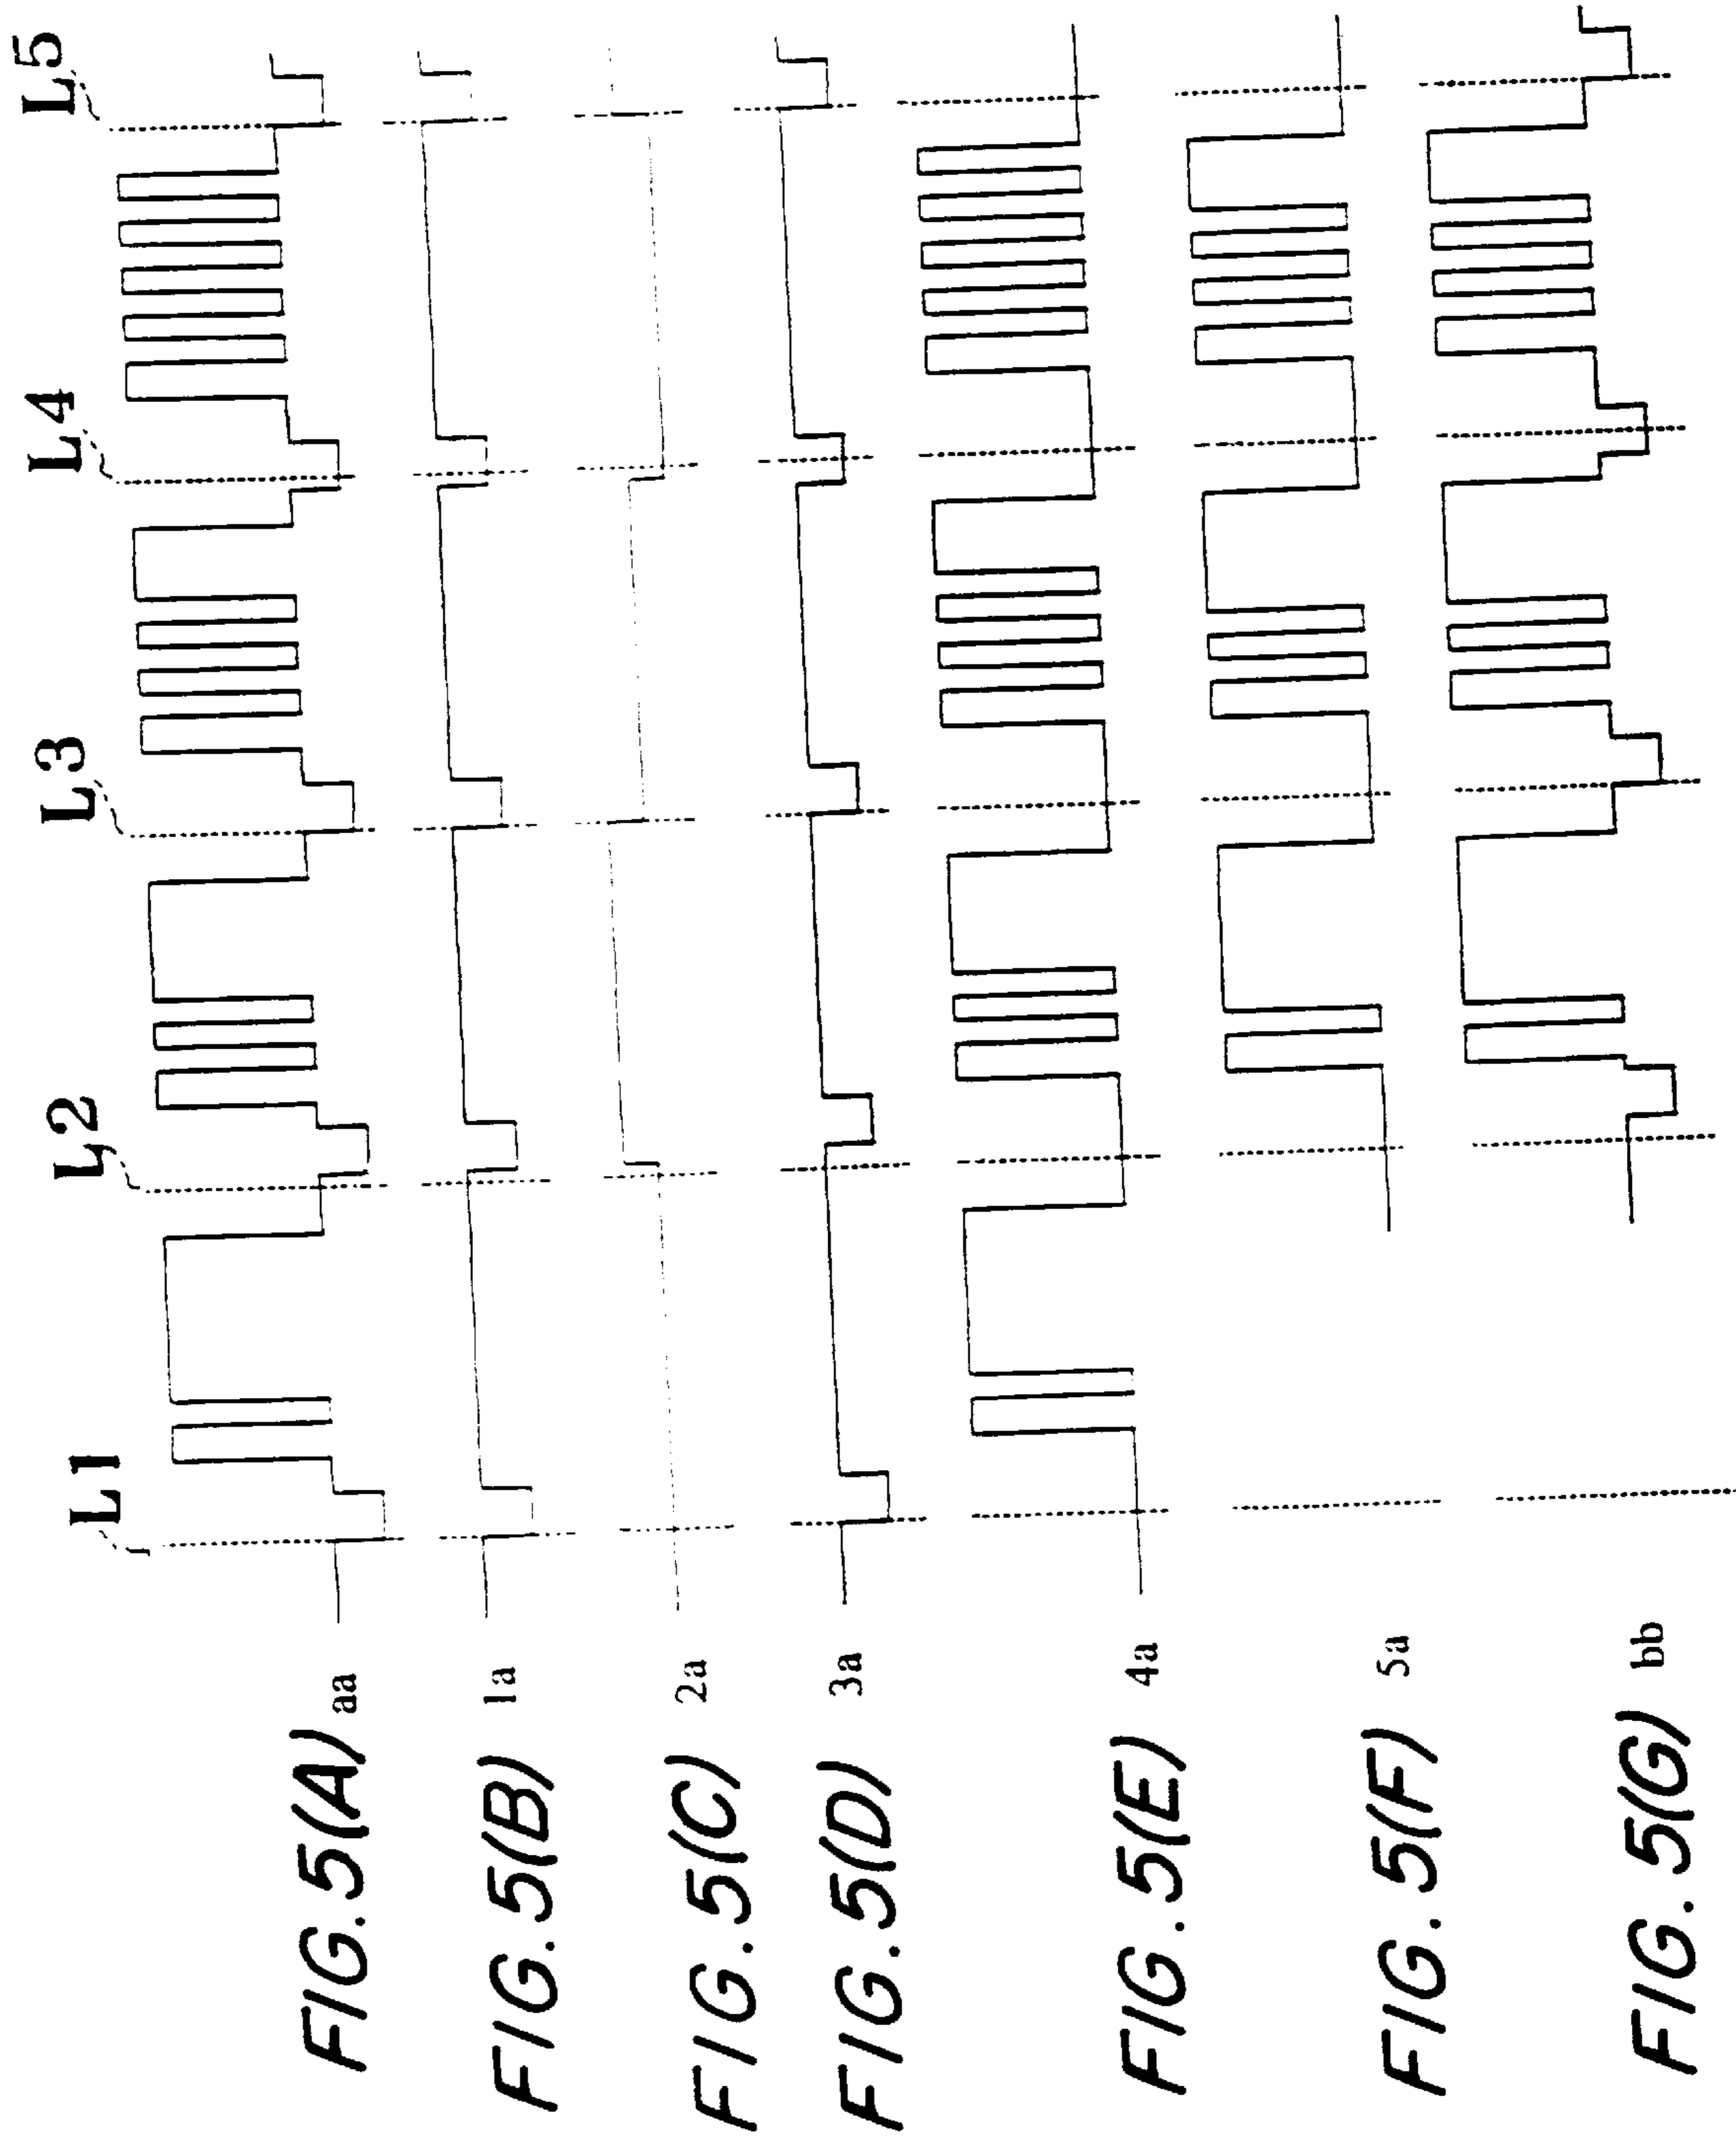 L1 L2 L3 L4 L5
FIG. 5(A) aa
FIG. 5(B) 1a
FIG. 5(C) 2a
FIG. 5(D) 3a
FIG. 5(E) 4a
FIG. 5(F) 5a
FIG. 5(G) bb